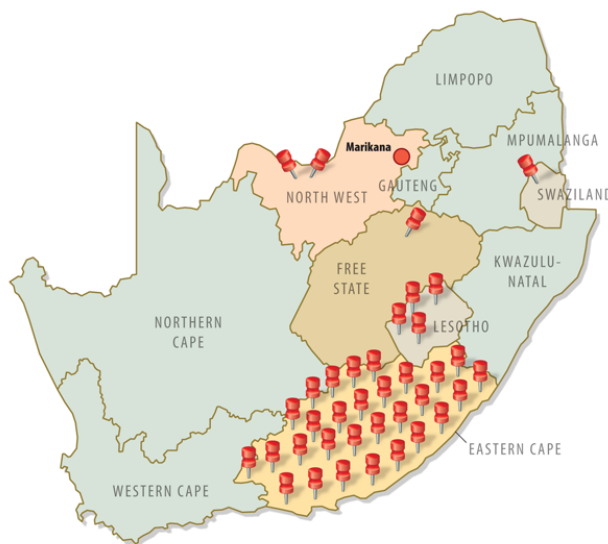 LIMPOPO
MPUMALANGA
Marikana
GAUTENG
NORTH WEST
SWAZILAND
FREE
STATE
KWAZULU-
NATAL
NORTHERN
CAPE
LESOTHO
EASTERN CAPE
WESTERN CAPE